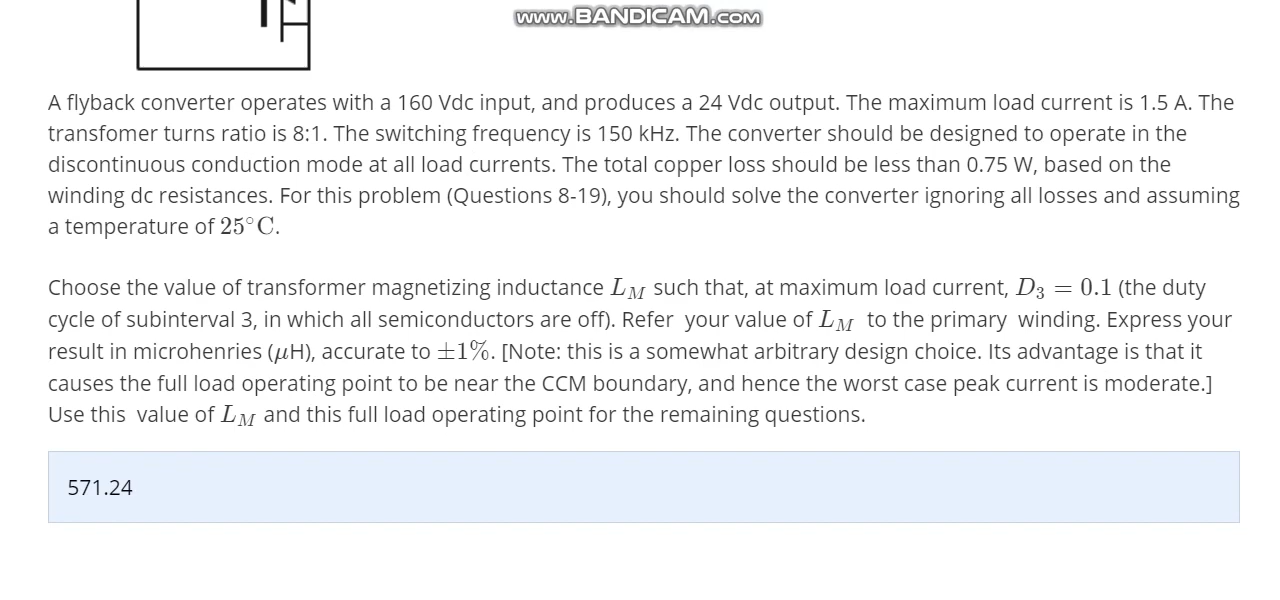 www.BANDICAM.COM
A flyback converter operates with a 160 Vdc input, and produces a 24 Vdc output. The maximum load current is 1.5 A. The
transfomer turns ratio is 8:1. The switching frequency is 150 kHz. The converter should be designed to operate in the
discontinuous conduction mode at all load currents. The total copper loss should be less than 0.75 W, based on the
winding dc resistances. For this problem (Questions 8-19), you should solve the converter ignoring all losses and assuming
a temperature of 25°C.
Choose the value of transformer magnetizing inductance L_M such that, at maximum load current, D_3 = 0.1 (the duty
cycle of subinterval 3, in which all semiconductors are off). Refer your value of L_M to the primary winding. Express your
result in microhenries (μH), accurate to ±1%. [Note: this is a somewhat arbitrary design choice. Its advantage is that it
causes the full load operating point to be near the CCM boundary, and hence the worst case peak current is moderate.]
Use this value of L_M and this full load operating point for the remaining questions.
571.24